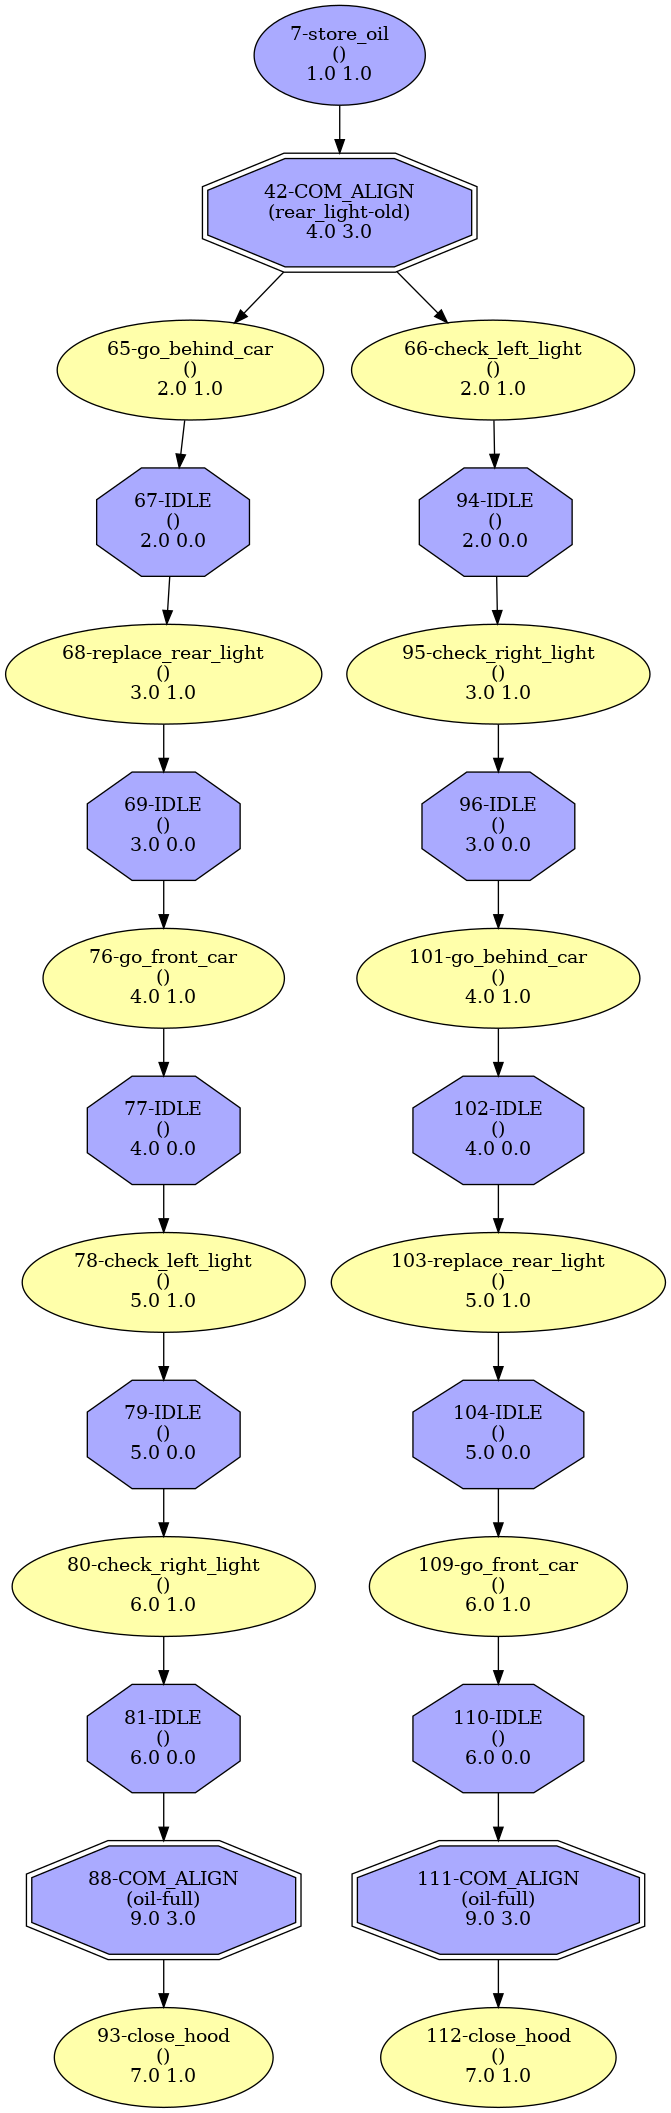 7-store_oil
()
1.0 1.0
42-COM_ALIGN
(rear_light-old)
4.0 3.0
65-go_behind_car
()
2.0 1.0
66-check_left_light
()
2.0 1.0
67-IDLE
()
2.0 0.0
94-IDLE
()
2.0 0.0
68-replace_rear_light
()
3.0 1.0
95-check_right_light
()
3.0 1.0
69-IDLE
()
3.0 0.0
96-IDLE
()
3.0 0.0
76-go_front_car
()
4.0 1.0
101-go_behind_car
()
4.0 1.0
77-IDLE
()
4.0 0.0
102-IDLE
()
4.0 0.0
78-check_left_light
()
5.0 1.0
103-replace_rear_light
()
5.0 1.0
79-IDLE
()
5.0 0.0
104-IDLE
()
5.0 0.0
80-check_right_light
()
6.0 1.0
109-go_front_car
()
6.0 1.0
81-IDLE
()
6.0 0.0
110-IDLE
()
6.0 0.0
88-COM_ALIGN
(oil-full)
9.0 3.0
111-COM_ALIGN
(oil-full)
9.0 3.0
93-close_hood
()
7.0 1.0
112-close_hood
()
7.0 1.0